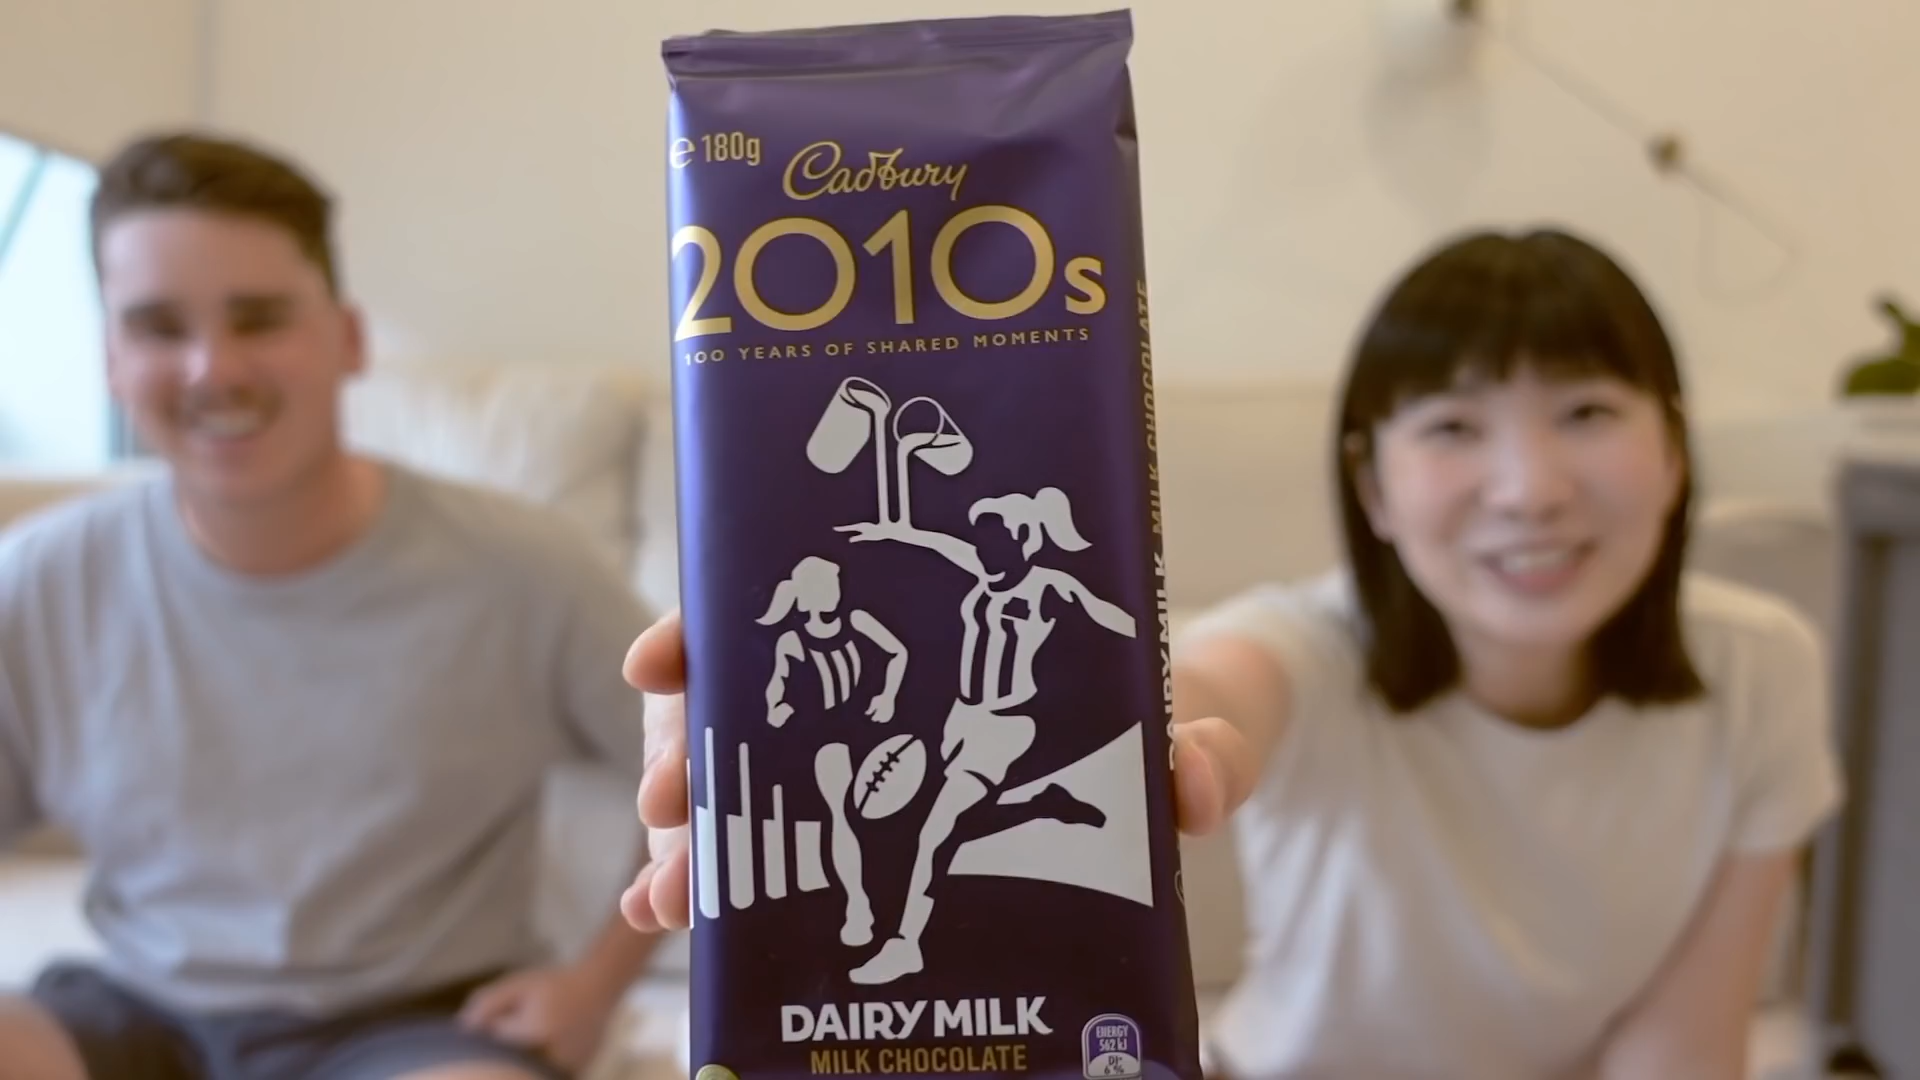 e 180g
Cadbury
2010s
100 YEARS OF SHARED MOMENTS
DAIRY MILK MILK CHOCOLATE
DAIRY MILK
MILK CHOCOLATE
ENERGY
562 kJ
DI*
6%